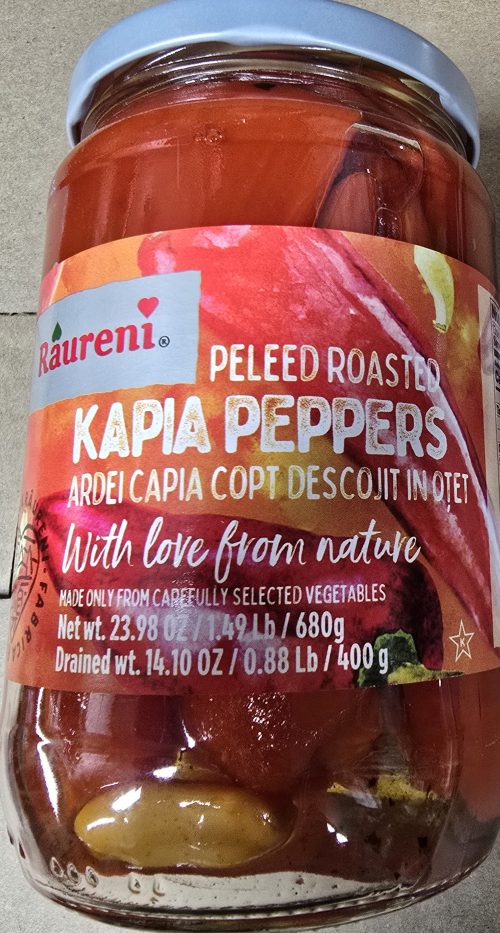 Raureni®
PELEED ROASTED
KAPIA PEPPERS
ARDEI CAPIA COPT DESCOJIT IN OȚET
With love from nature
MADE ONLY FROM CAREFULLY SELECTED VEGETABLES
Net wt. 23.98 OZ / 1.49 Lb / 680g
Drained wt. 14.10 OZ / 0.88 Lb / 400 g
K